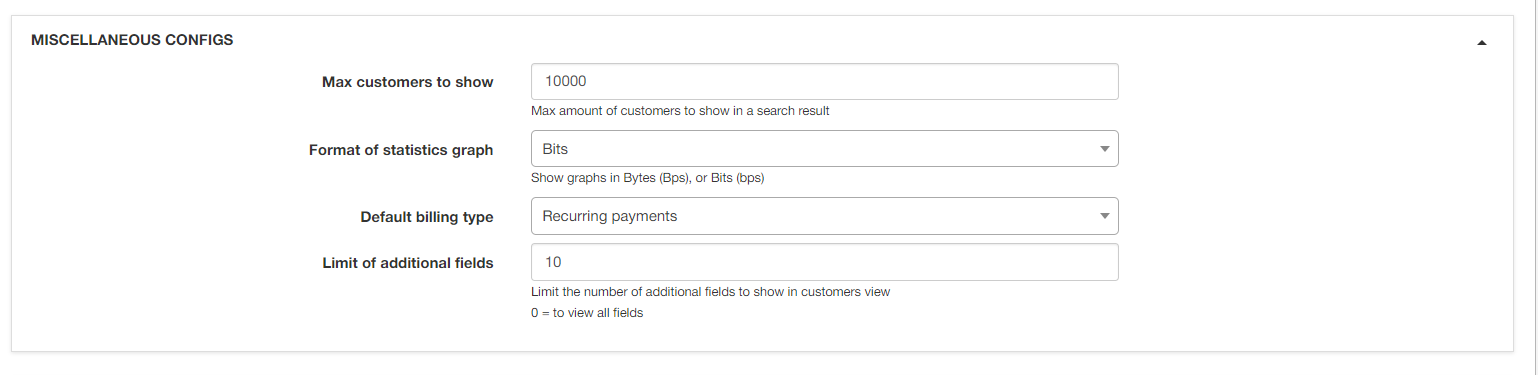 MISCELLANEOUS CONFIGS
Max customers to show
10000
Max amount of customers to show in a search result
Format of statistics graph
Bits
Show graphs in Bytes (Bps), or Bits (bps)
Default billing type
Recurring payments
Limit of additional fields
10
Limit the number of additional fields to show in customers view
0 = to view all fields